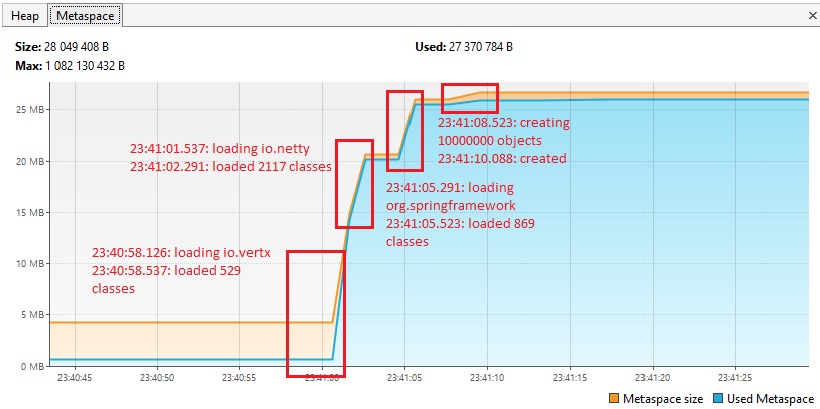 Heap
Metaspace
×
Size: 28 049 408 B
Used: 27 370 784 B
Max: 1 082 130 432 B
25 MB
20 MB
15 MB
10 MB
5 MB
0 MB
23:41:08.523: creating
10000000 objects
23:41:10.088: created
23:41:01.537: loading io.netty
23:41:02.291: loaded 2117 classes
23:41:05.291: loading
org.springframework
23:41:05.523: loaded 869
classes
23:40:58.126: loading io.vertx
23:40:58.537: loaded 529
classes
23:40:45
23:40:50
23:40:55
23:41:00
23:41:05
23:41:10
23:41:15
23:41:20
23:41:25
Metaspace size
Used Metaspace